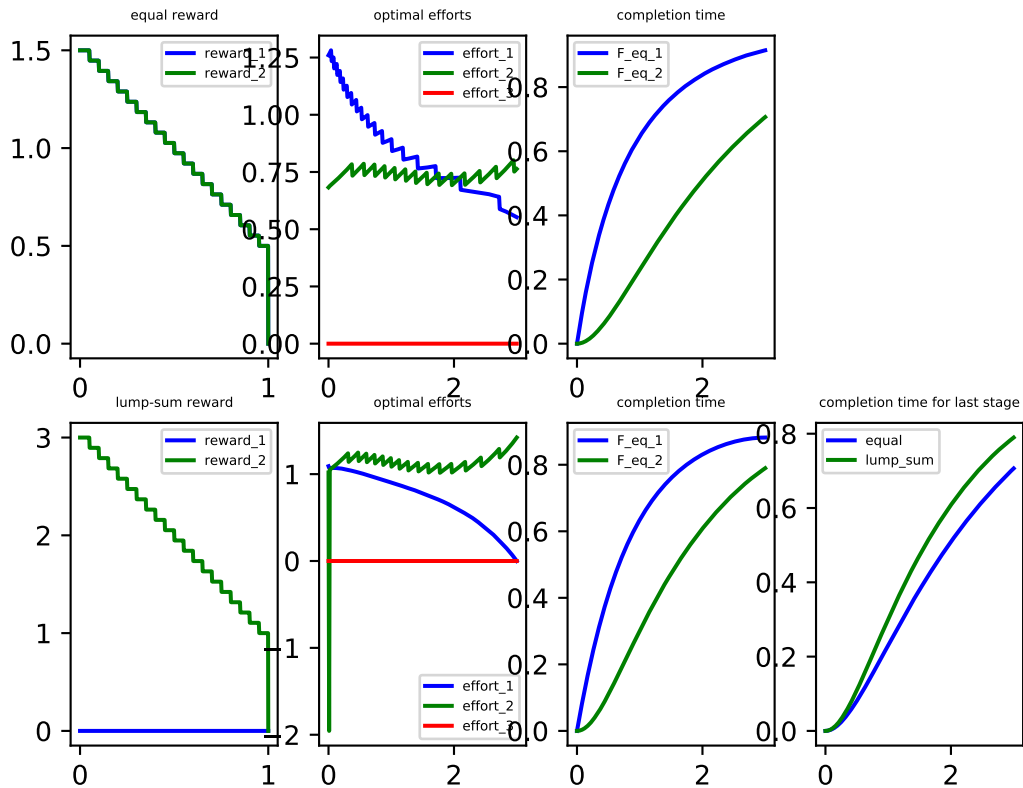 equal reward
optimal efforts
completion time
1.5
1.0
0.5
0.0
0
1
reward_1
reward_2
1.25
1.00
0.75
0.50
0.25
0.00
0
2
effort_1
effort_2
effort_3
0.8
0.6
0.4
0.2
0.0
0
2
F_eq_1
F_eq_2
lump-sum reward
optimal efforts
completion time
completion time for last stage
3
2
1
0
0
1
reward_1
reward_2
1
0
−1
−2
0
2
effort_1
effort_2
effort_3
0.8
0.6
0.4
0.2
0.0
0
2
F_eq_1
F_eq_2
0.8
0.6
0.4
0.2
0.0
0
2
equal
lump_sum